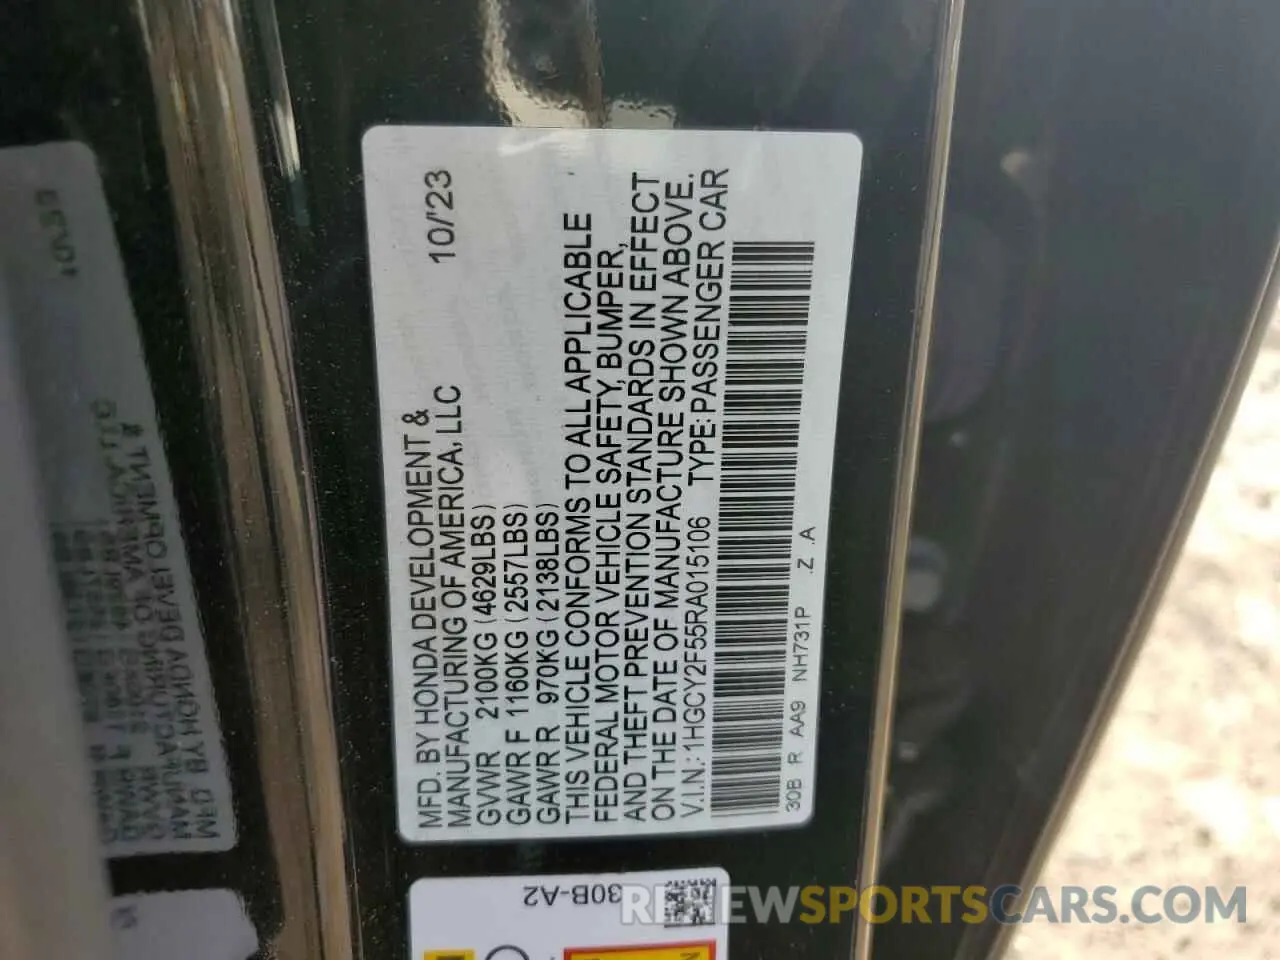 MFD. BY HONDA DEVELOPMENT & 10/'23
MANUFACTURING OF AMERICA, LLC
GVWR 2100KG (4629LBS)
GAWR F 1160KG (2557LBS)
GAWR R 970KG (2138LBS)
THIS VEHICLE CONFORMS TO ALL APPLICABLE
FEDERAL MOTOR VEHICLE SAFETY, BUMPER,
AND THEFT PREVENTION STANDARDS IN EFFECT
ON THE DATE OF MANUFACTURE SHOWN ABOVE.
V.I.N.: 1HGCY2F55RA015106 TYPE: PASSENGER CAR
30B R AA9 NH731P .Z .A
30B-A2
RENEWSPORTSCARS.COM